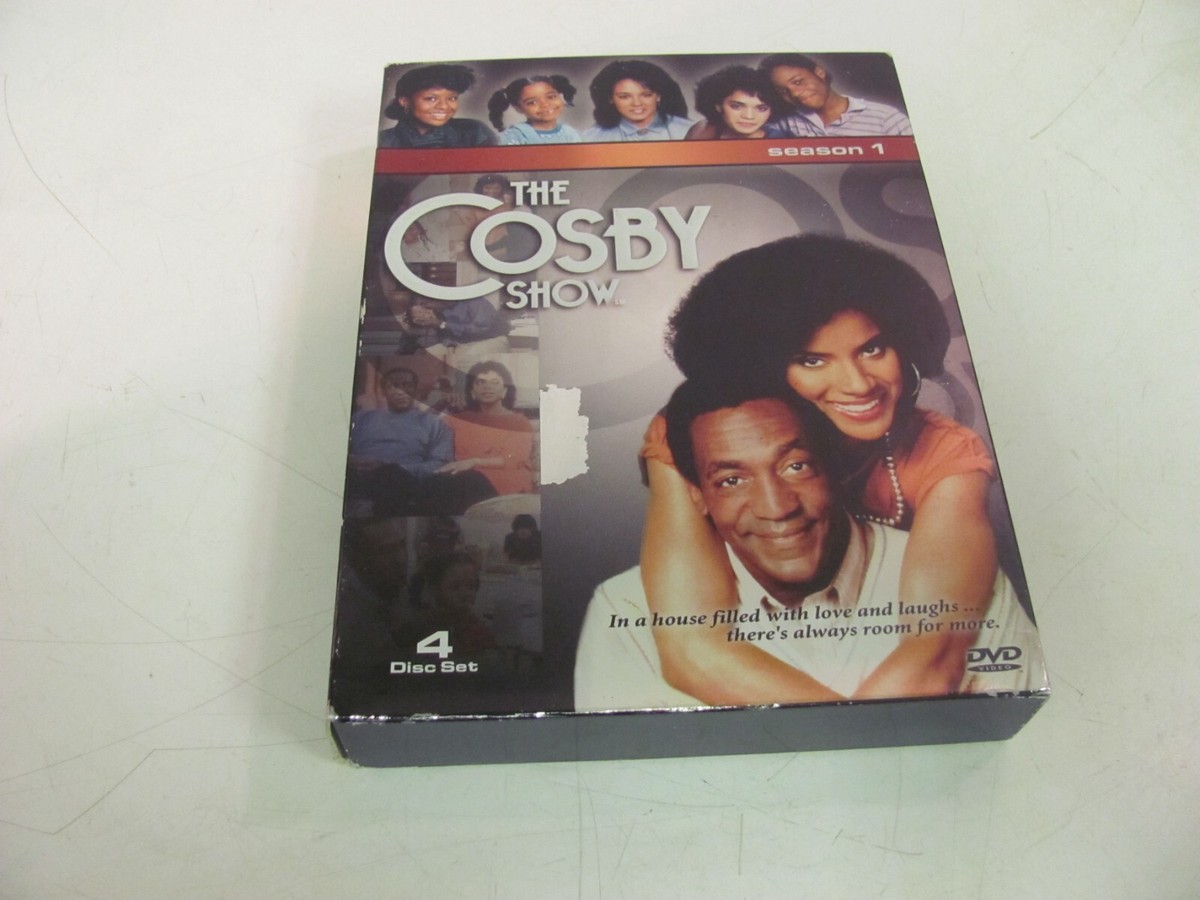 season 1
THE
COSBY
SHOW™
In a house filled with love and laughs ...
there's always room for more.
4
Disc Set
DVD
VIDEO